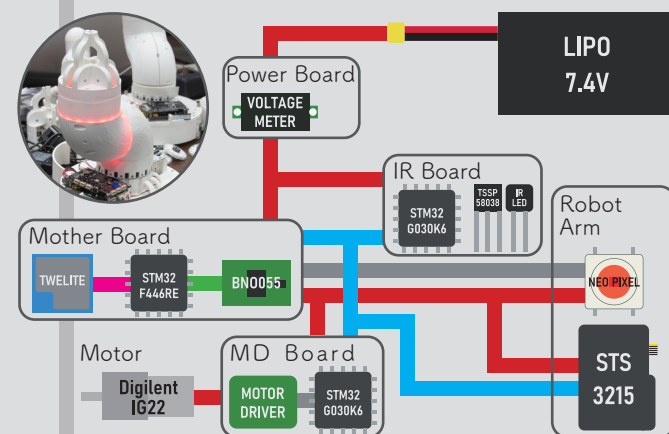 LIPO
7.4V
Power Board
VOLTAGE
METER
IR Board
STM32
G030K6
TSSP
58038
IR
LED
Robot
Arm
NEO PIXEL
STS
3215
Mother Board
TWELITE
STM32
F446RE
BNO055
Motor
Digilent
IG22
MD Board
MOTOR
DRIVER
STM32
G030K6